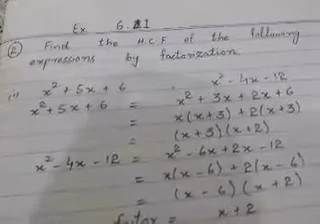 Ex 6.1
② Find the H.C.F of the following
expressions by factorization
(i) x² + 5x + 6    x² - 4x - 12
x² + 5x + 6 = x² + 3x + 2x + 6
= x(x+3) + 2(x+3)
= (x+3)(x+2)
x² - 4x - 12 = x² - 6x + 2x - 12
= x(x-6) + 2(x-6)
= (x-6)(x+2)
factor = x+2